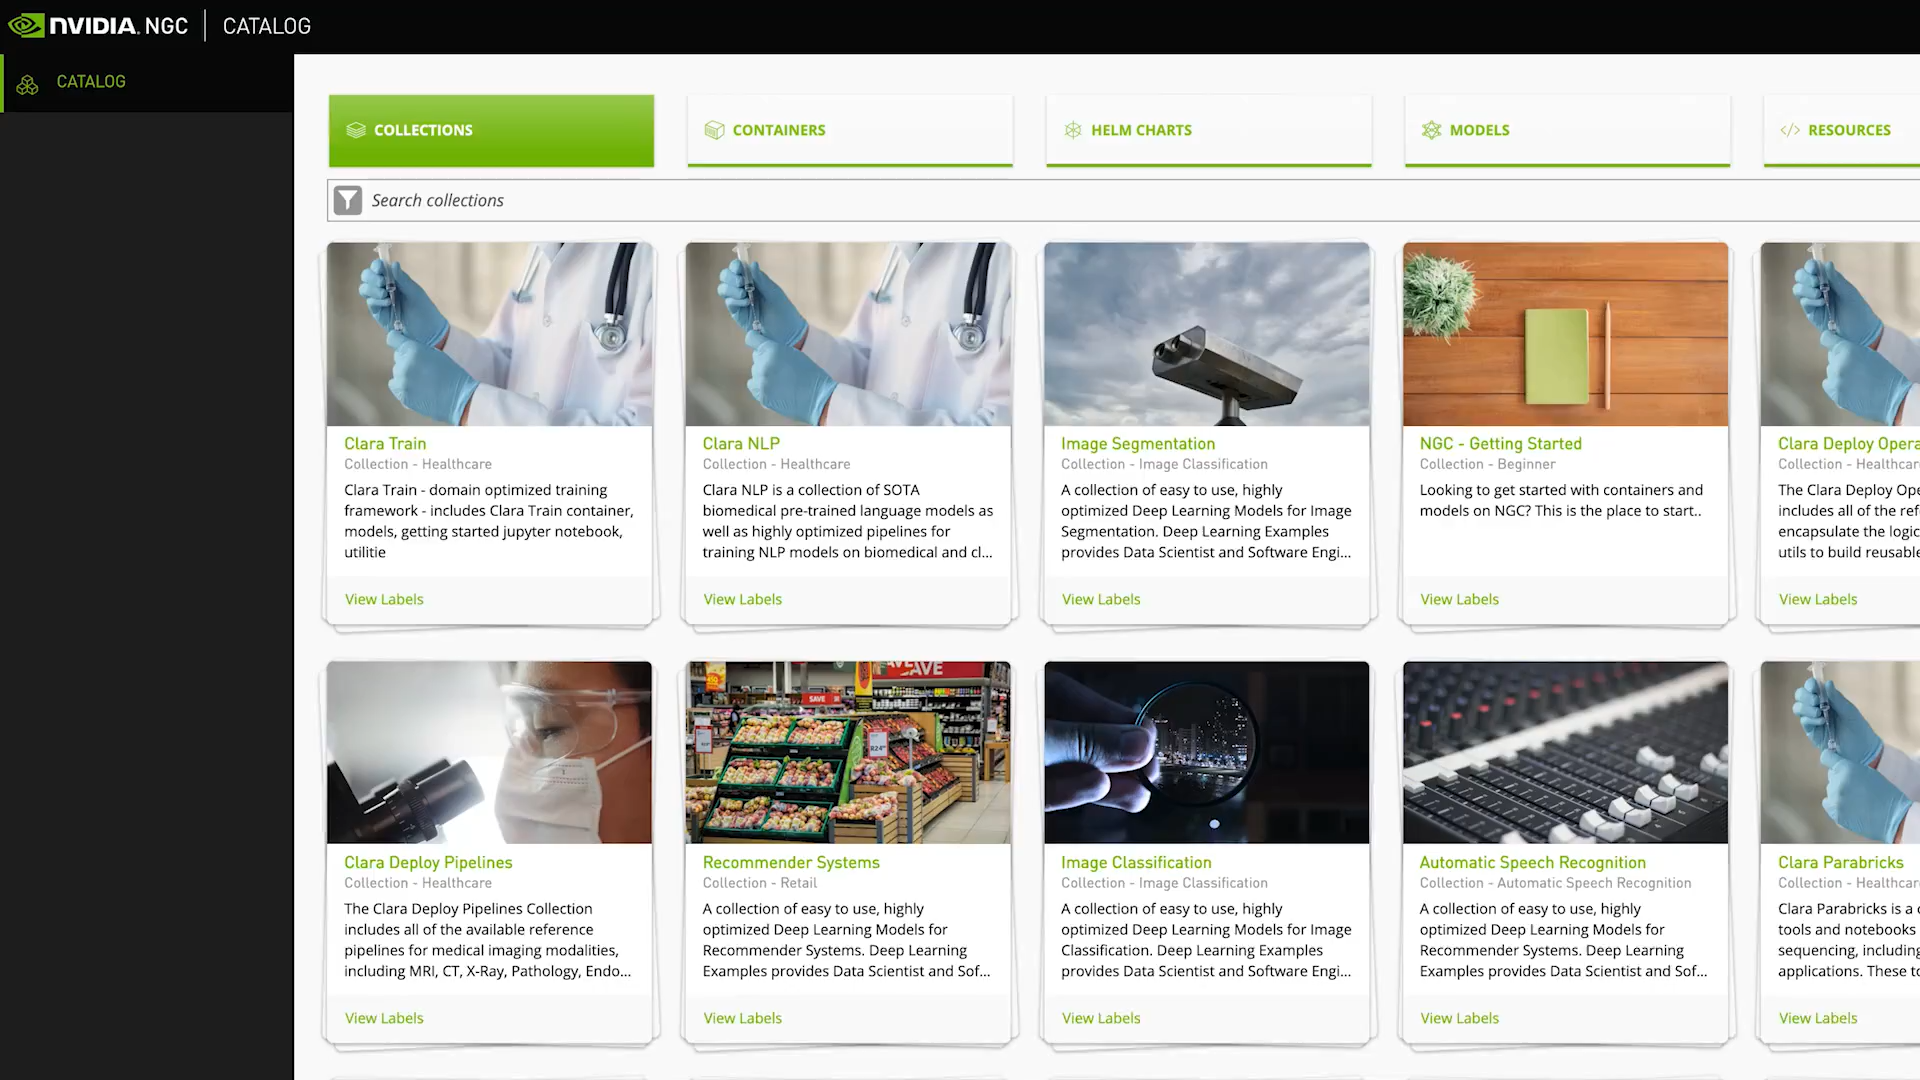 NVIDIA. NGC | CATALOG
CATALOG
COLLECTIONS
CONTAINERS
HELM CHARTS
MODELS
RESOURCES
Search collections
Clara Train
Collection - Healthcare
Clara Train - domain optimized training
framework - includes Clara Train container,
models, getting started jupyter notebook,
utilitie
View Labels
Clara NLP
Collection - Healthcare
Clara NLP is a collection of SOTA
biomedical pre-trained language models as
well as highly optimized pipelines for
training NLP models on biomedical and cl...
View Labels
Image Segmentation
Collection - Image Classification
A collection of easy to use, highly
optimized Deep Learning Models for Image
Segmentation. Deep Learning Examples
provides Data Scientist and Software Engi...
View Labels
NGC - Getting Started
Collection - Beginner
Looking to get started with containers and
models on NGC? This is the place to start..
View Labels
Clara Deploy Opera
Collection - Healthcar
The Clara Deploy Ope
includes all of the ref
encapsulate the logic
utils to build reusable
View Labels
SAVE
Clara Deploy Pipelines
Collection - Healthcare
The Clara Deploy Pipelines Collection
includes all of the available reference
pipelines for medical imaging modalities,
including MRI, CT, X-Ray, Pathology, Endo...
View Labels
Recommender Systems
Collection - Retail
A collection of easy to use, highly
optimized Deep Learning Models for
Recommender Systems. Deep Learning
Examples provides Data Scientist and Sof...
View Labels
Image Classification
Collection - Image Classification
A collection of easy to use, highly
optimized Deep Learning Models for Image
Classification. Deep Learning Examples
provides Data Scientist and Software Engi...
View Labels
Automatic Speech Recognition
Collection - Automatic Speech Recognition
A collection of easy to use, highly
optimized Deep Learning Models for
Recommender Systems. Deep Learning
Examples provides Data Scientist and Sof...
View Labels
Clara Parabricks
Collection - Healthcar
Clara Parabricks is a c
tools and notebooks
sequencing, including
applications. These to
View Labels